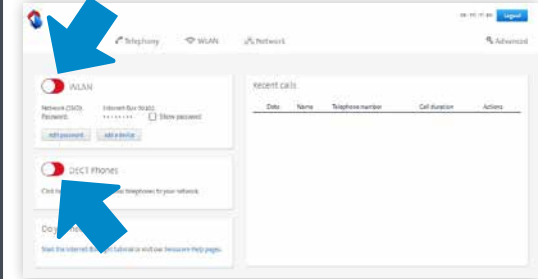 Logout
Telephony WLAN Network Advanced
WLAN
Network (SSID) Internet Box
Password: ******** Show password
Add password Add a device
Recent calls
Date Name Telephone number Call duration Actions
DECT Phones
telephones to your network.
Do you
Start the Internet Box tutorial or visit our Swisscom Help pages.